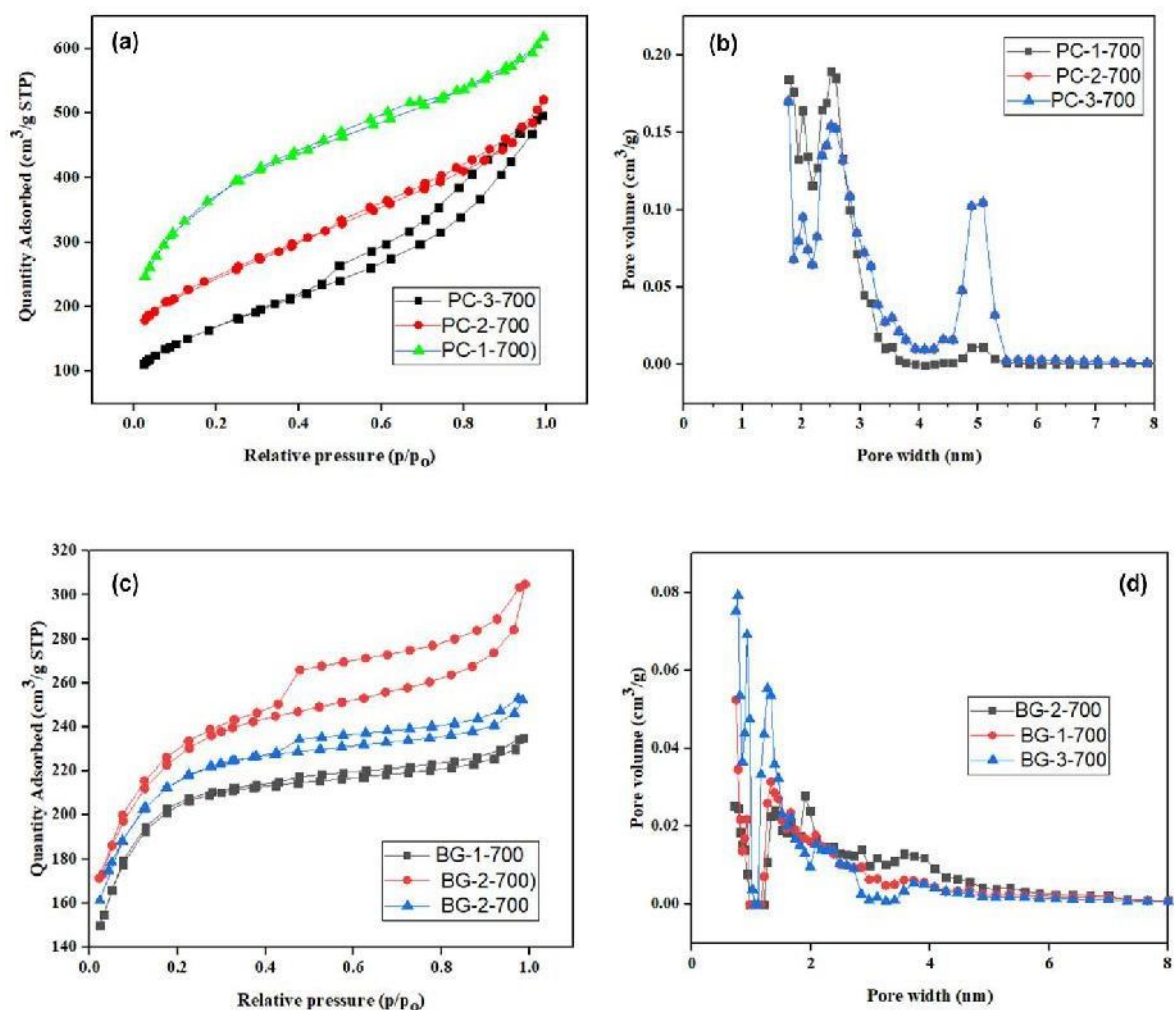 (a)
Quantity Adsorbed (cm³/g STP)
600
500
400
300
200
100
PC-3-700
PC-2-700
PC-1-700)
0.0 0.2 0.4 0.6 0.8 1.0
Relative pressure (p/p₀)
(b)
Pore volume (cm³/g)
0.20
0.15
0.10
0.05
0.00
PC-1-700
PC-2-700
PC-3-700
0 1 2 3 4 5 6 7 8
Pore width (nm)
(c)
Quantity Adsorbed (cm³/g STP)
320
300
280
260
240
220
200
180
160
140
BG-1-700
BG-2-700)
BG-2-700
0.0 0.2 0.4 0.6 0.8 1.0
Relative pressure (p/p₀)
(d)
Pore volume (cm³/g)
0.08
0.06
0.04
0.02
0.00
BG-2-700
BG-1-700
BG-3-700
0 2 4 6 8
Pore width (nm)